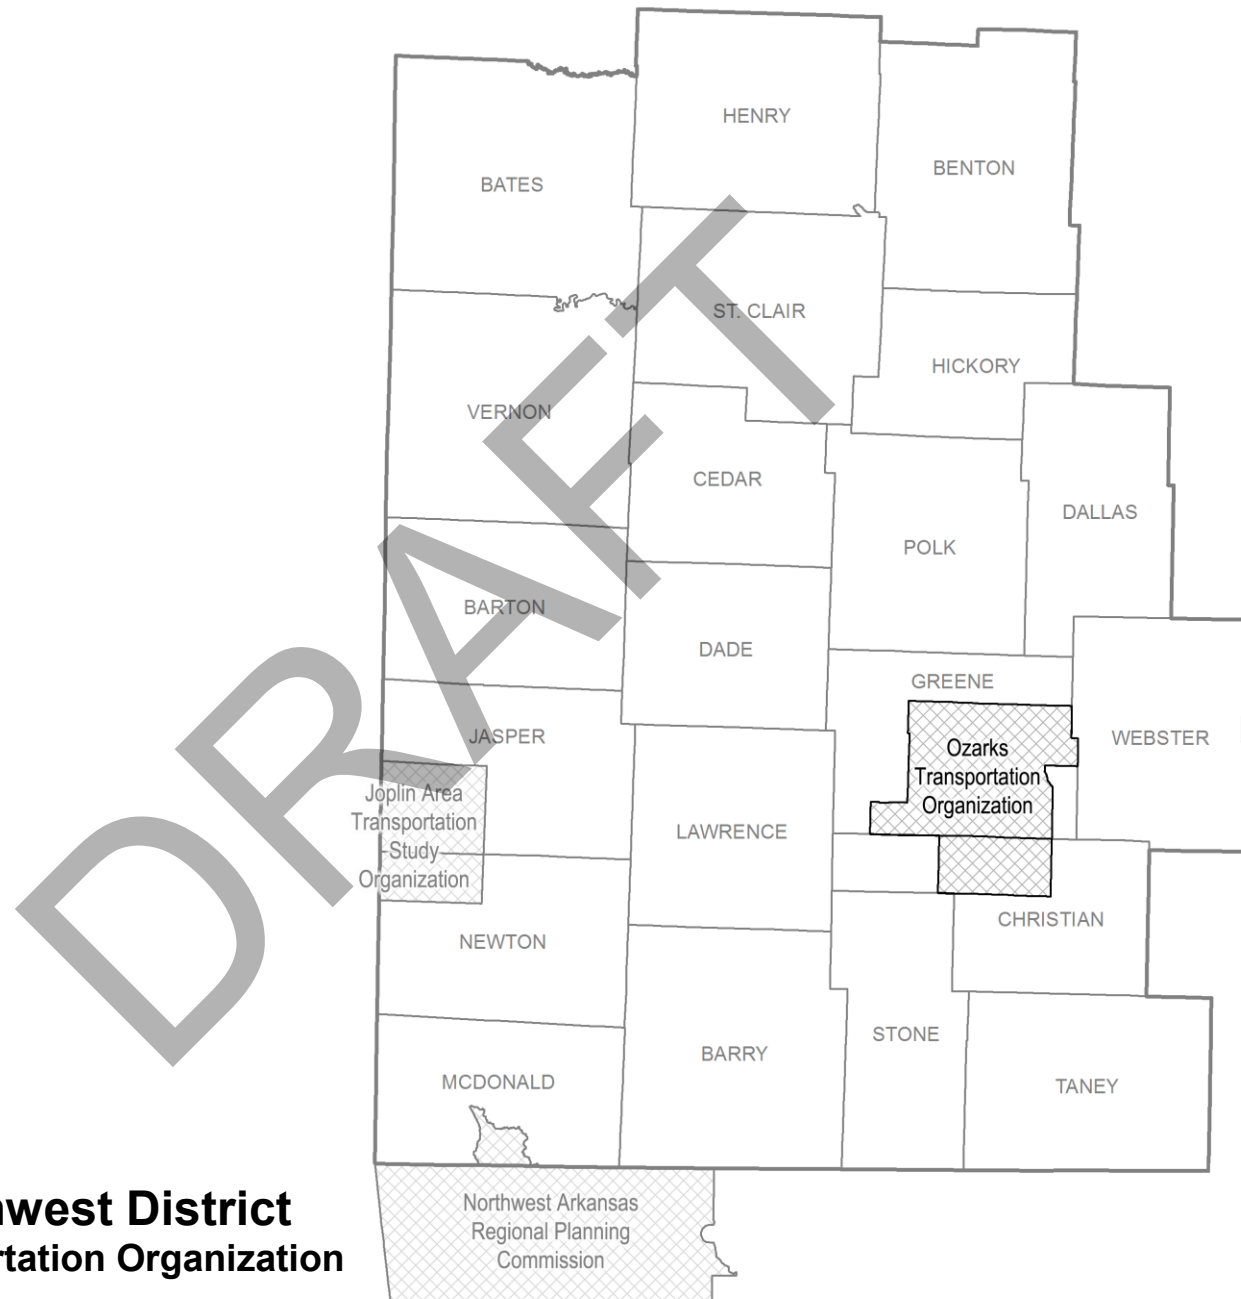 HENRY
BENTON
BATES
ST. CLAIR
HICKORY
VERNON
CEDAR
DALLAS
POLK
BARTON
DADE
GREENE
JASPER
WEBSTER
Ozarks
Transportation
Organization
Joplin Area
Transportation
Study
Organization
LAWRENCE
CHRISTIAN
NEWTON
STONE
BARRY
MCDONALD
TANEY
Northwest Arkansas
Regional Planning
Commission
DRAFT
west District
rtation Organization